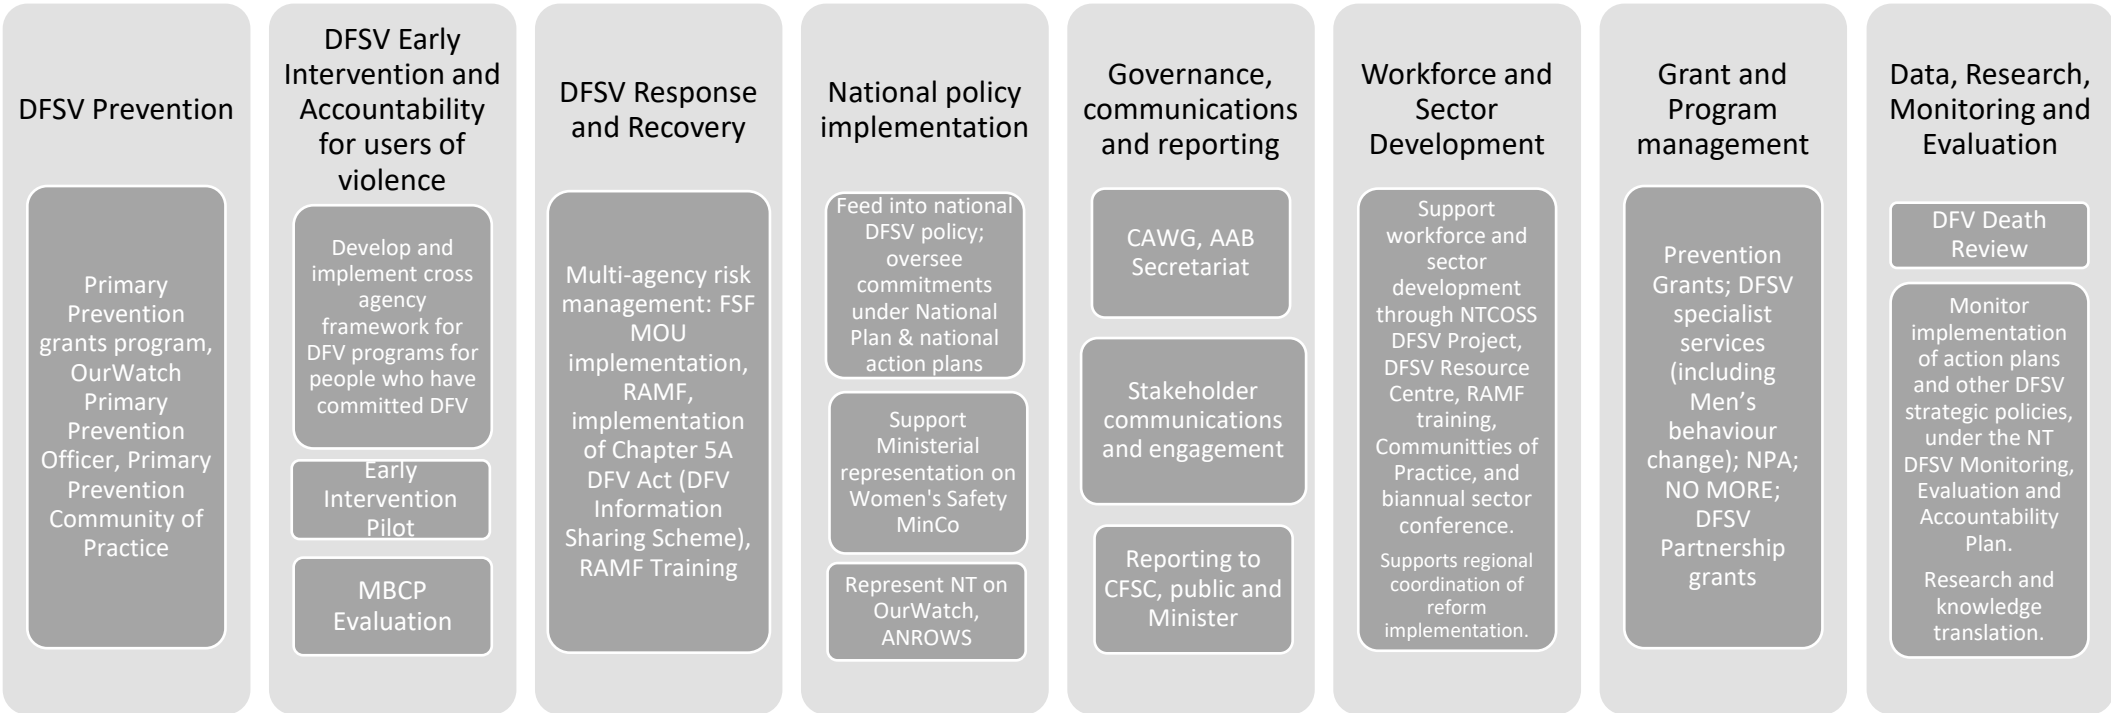 DFSV Prevention
Primary
Prevention
grants program,
OurWatch
Primary
Prevention
Officer, Primary
Prevention
Community of
Practice
DFSV Early
Intervention and
Accountability
for users of
violence
Develop and
implement cross
agency
framework for
DFV programs for
people who have
committed DFV
Early
Intervention
Pilot
MBCP
Evaluation
DFSV Response
and Recovery
Multi-agency risk
management: FSF
MOU
implementation,
RAMF,
implementation
of Chapter 5A
DFV Act (DFV
Information
Sharing Scheme),
RAMF Training
National policy
implementation
Feed into national
DFSV policy;
oversee
commitments
under National
Plan & national
action plans
Support
Ministerial
representation on
Women's Safety
MinCo
Represent NT on
OurWatch,
ANROWS
Governance,
communications
and reporting
CAWG, AAB
Secretariat
Stakeholder
communications
and engagement
Reporting to
CFSC, public and
Minister
Workforce and
Sector
Development
Support
workforce and
sector
development
through NTCOSS
DFSV Project,
DFSV Resource
Centre, RAMF
training,
Communitties of
Practice, and
biannual sector
conference.
Supports regional
coordination of
reform
implementation.
Grant and
Program
management
Prevention
Grants; DFSV
specialist
services
(including
Men’s
behaviour
change); NPA;
NO MORE;
DFSV
Partnership
grants
Data, Research,
Monitoring and
Evaluation
DFV Death
Review
Monitor
implementation
of action plans
and other DFSV
strategic policies,
under the NT
DFSV Monitoring,
Evaluation and
Accountability
Plan.
Research and
knowledge
translation.